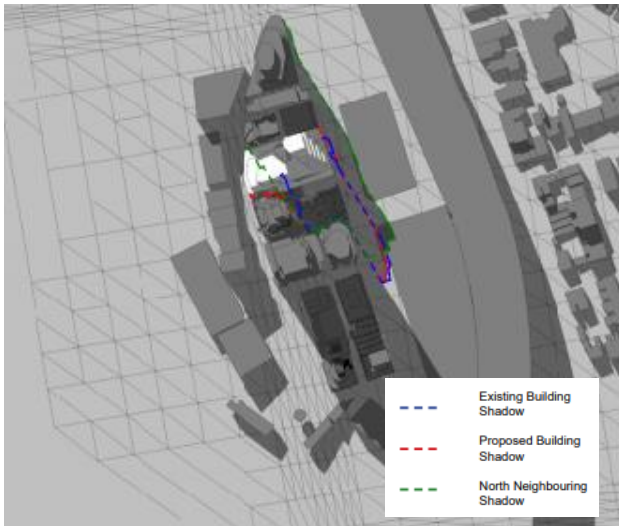 Existing Building
Shadow
Proposed Building
Shadow
North Neighbouring
Shadow